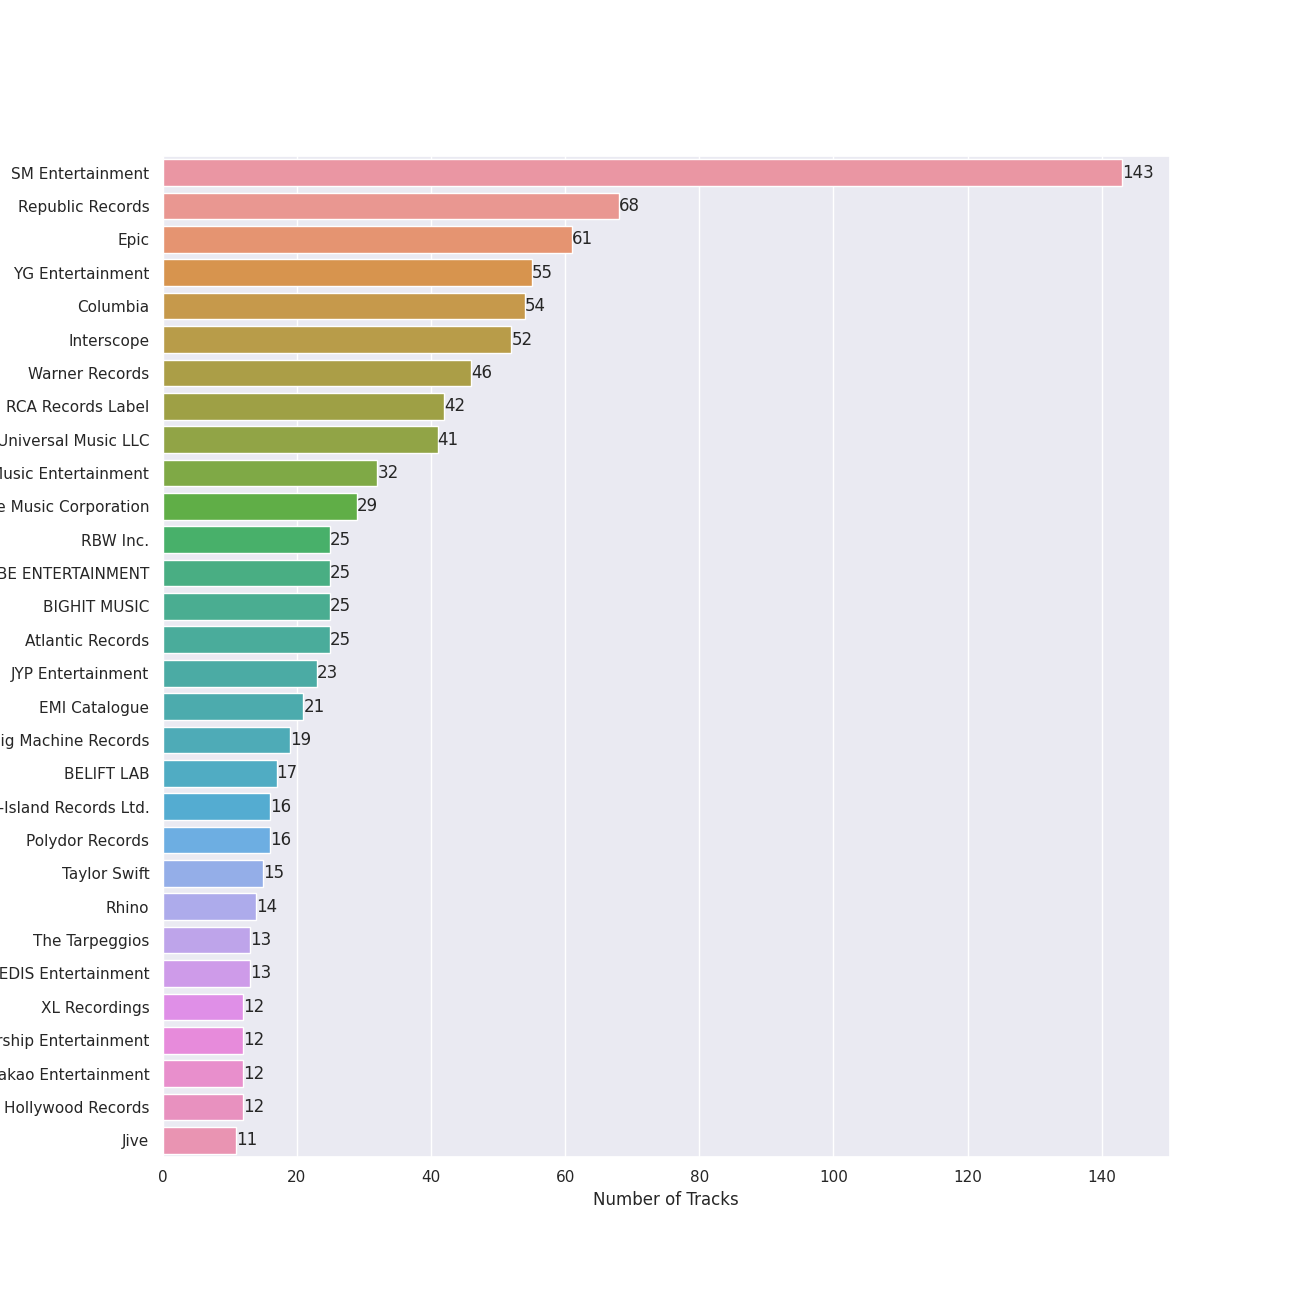 SM Entertainment 143
Republic Records 68
Epic 61
YG Entertainment 55
Columbia 54
Interscope 52
Warner Records 46
RCA Records Label 42
Universal Music LLC 41
Music Entertainment 32
e Music Corporation 29
RBW Inc. 25
BE ENTERTAINMENT 25
BIGHIT MUSIC 25
Atlantic Records 25
JYP Entertainment 23
EMI Catalogue 21
ig Machine Records 19
BELIFT LAB 17
-Island Records Ltd. 16
Polydor Records 16
Taylor Swift 15
Rhino 14
The Tarpeggios 13
EDIS Entertainment 13
XL Recordings 12
rship Entertainment 12
akao Entertainment 12
Hollywood Records 12
Jive 11
0 20 40 60 80 100 120 140
Number of Tracks